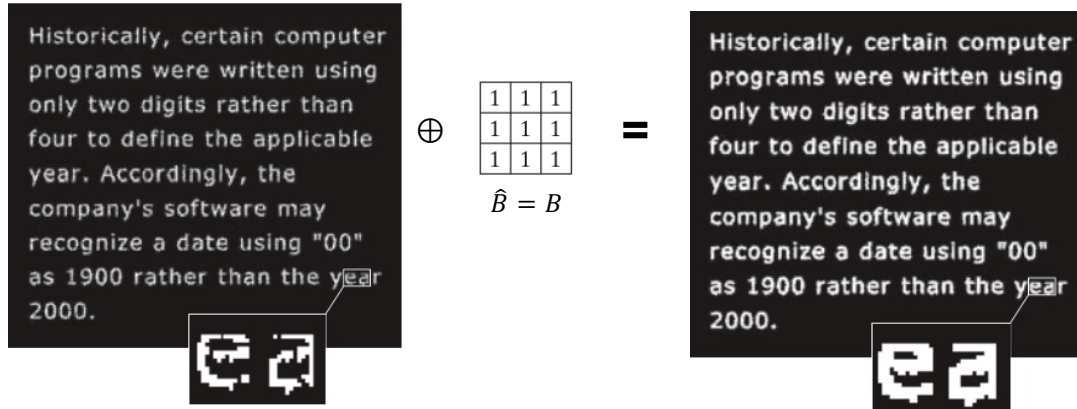 Historically, certain computer
programs were written using
only two digits rather than
four to define the applicable
year. Accordingly, the
company's software may
recognize a date using "00"
as 1900 rather than the year
2000.
e a
⊕
1 1 1
1 1 1
1 1 1
B̂ = B
=
Historically, certain computer
programs were written using
only two digits rather than
four to define the applicable
year. Accordingly, the
company's software may
recognize a date using "00"
as 1900 rather than the year
2000.
e a